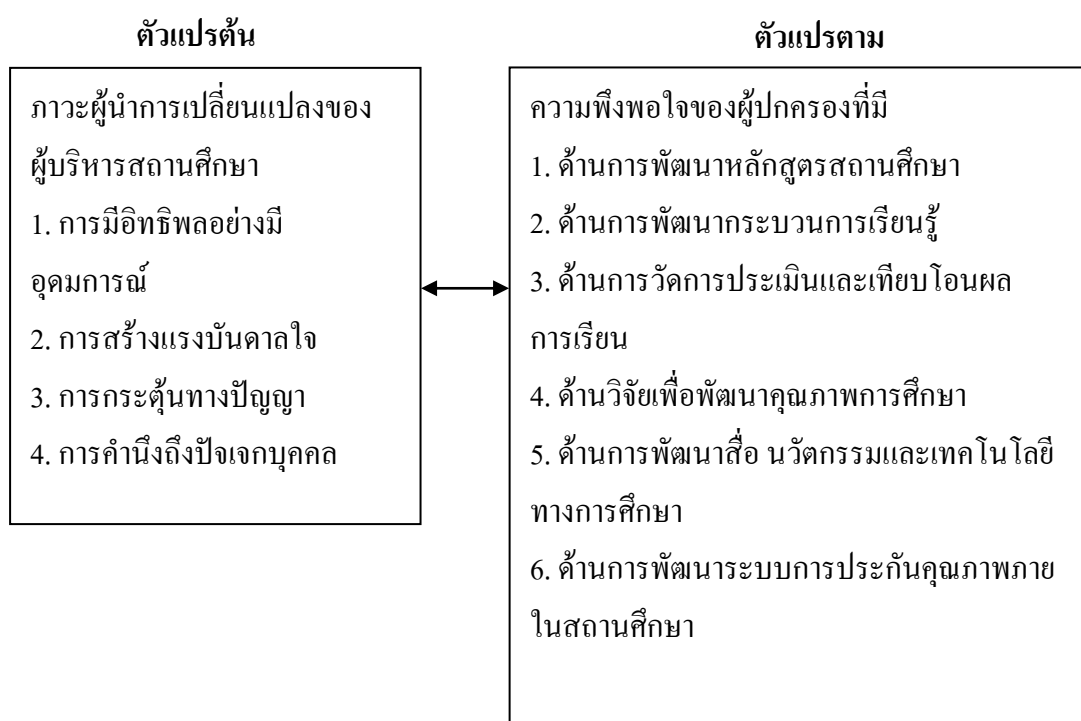 ตัวแปรต้น
ภาวะผู้นำการเปลี่ยนแปลงของ
ผู้บริหารสถานศึกษา
1. การมีอิทธิพลอย่างมี
อุดมการณ์
2. การสร้างแรงบันดาลใจ
3. การกระตุ้นทางปัญญา
4. การคำนึงถึงปัจเจกบุคคล
ตัวแปรตาม
ความพึงพอใจของผู้ปกครองที่มี
1. ด้านการพัฒนาหลักสูตรสถานศึกษา
2. ด้านการพัฒนากระบวนการเรียนรู้
3. ด้านการวัดการประเมินและเทียบโอนผล
การเรียน
4. ด้านวิจัยเพื่อพัฒนาคุณภาพการศึกษา
5. ด้านการพัฒนาสื่อ นวัตกรรมและเทคโนโลยี
ทางการศึกษา
6. ด้านการพัฒนาระบบการประกันคุณภาพภาย
ในสถานศึกษา